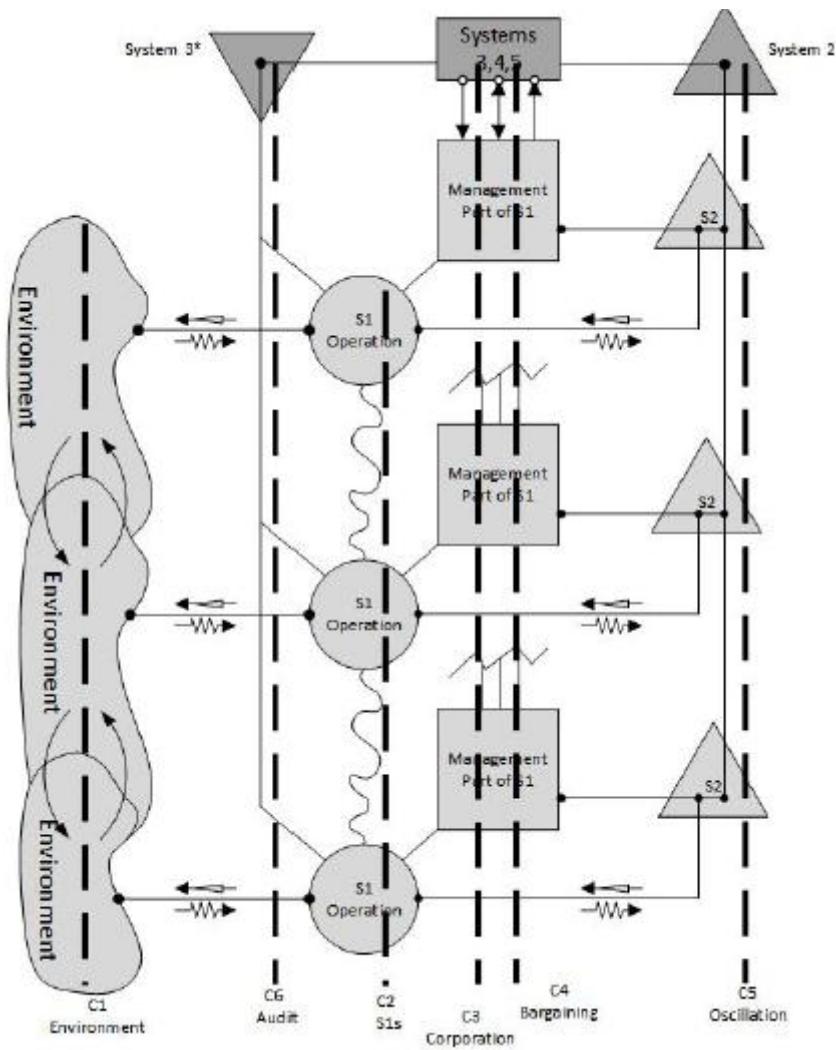 System 3*
Systems
3,4,5
System 2
Management
Part of S1
S2
Environment
S1
Operation
Management
Part of S1
S2
Environment
S1
Operation
Management
Part of S1
S2
Environment
S1
Operation
C1
Environment
C6
Audit
C2
S1s
C3
Corporation
C4
Bargaining
C5
Oscillation